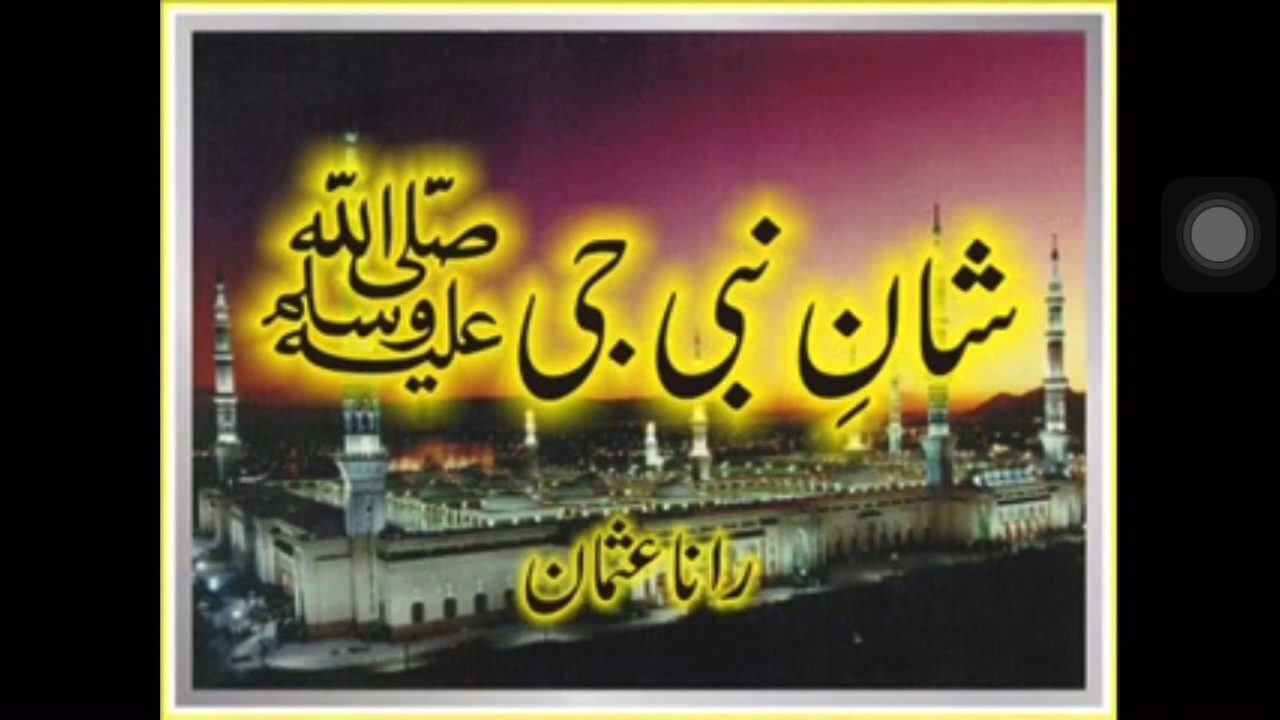 شانِ نبی جی صلی اللہ علیہ وسلم
رانا عثمان